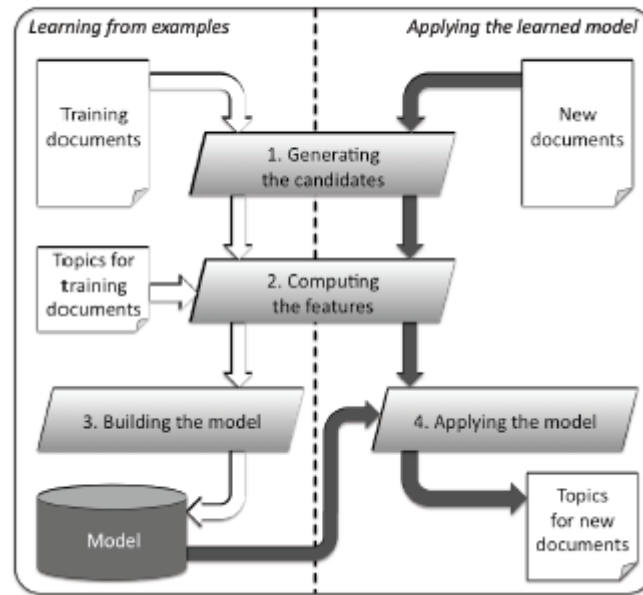 Learning from examples
Applying the learned model
Training
documents
New
documents
1. Generating
the candidates
Topics for
training
documents
2. Computing
the features
3. Building the model
4. Applying the model
Model
Topics
for new
documents